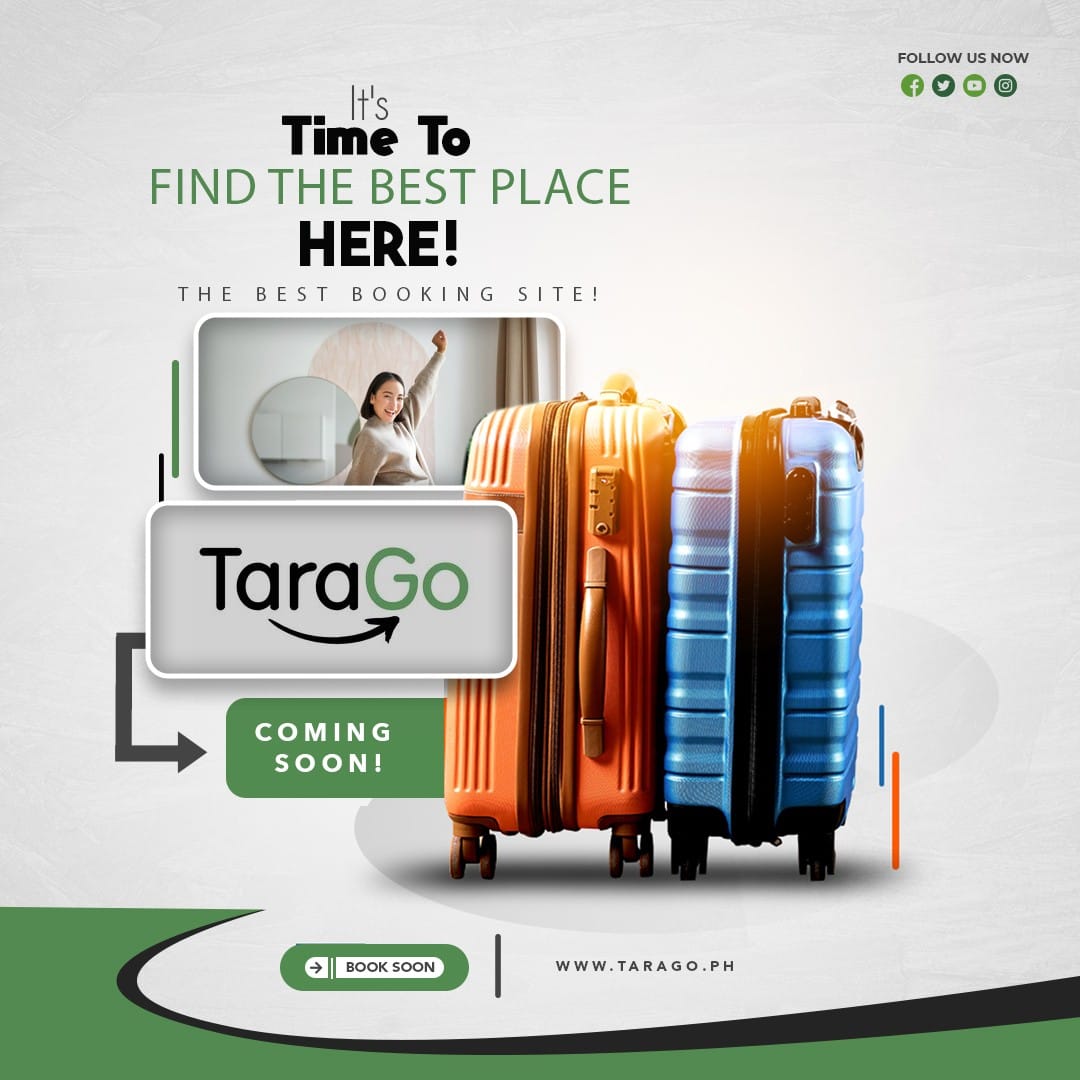 FOLLOW US NOW
It's
Time To
FIND THE BEST PLACE
HERE!
THE BEST BOOKING SITE!
TaraGo
COMING
SOON!
BOOK SOON
WWW.TARAGO.PH